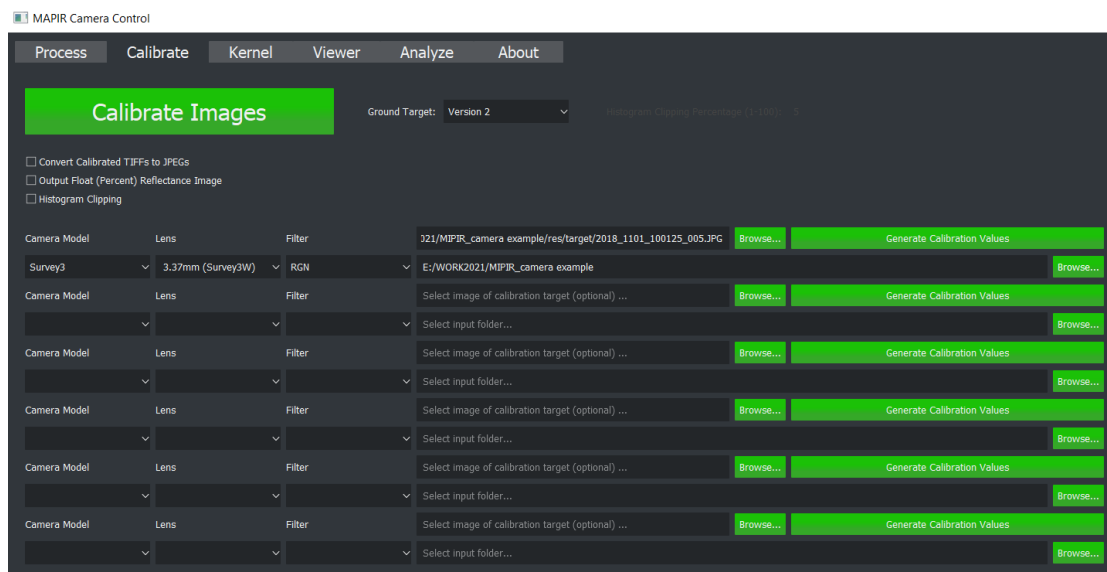 MAPIR Camera Control
Process Calibrate Kernel Viewer Analyze About
Calibrate Images
Ground Target: Version 2 Histogram Clipping Percentage (1-100): 5
Convert Calibrated TIFFs to JPEGs
Output Float (Percent) Reflectance Image
Histogram Clipping
Camera Model Lens Filter 021/MIPIR_camera example/res/target/2018_1101_100125_005.JPG Browse... Generate Calibration Values
Survey3 3.37mm (Survey3W) RGN E:/WORK2021/MIPIR_camera example Browse...
Camera Model Lens Filter Select image of calibration target (optional) ... Browse... Generate Calibration Values
Select input folder... Browse...
Camera Model Lens Filter Select image of calibration target (optional) ... Browse... Generate Calibration Values
Select input folder... Browse...
Camera Model Lens Filter Select image of calibration target (optional) ... Browse... Generate Calibration Values
Select input folder... Browse...
Camera Model Lens Filter Select image of calibration target (optional) ... Browse... Generate Calibration Values
Select input folder... Browse...
Camera Model Lens Filter Select image of calibration target (optional) ... Browse... Generate Calibration Values
Select input folder... Browse...